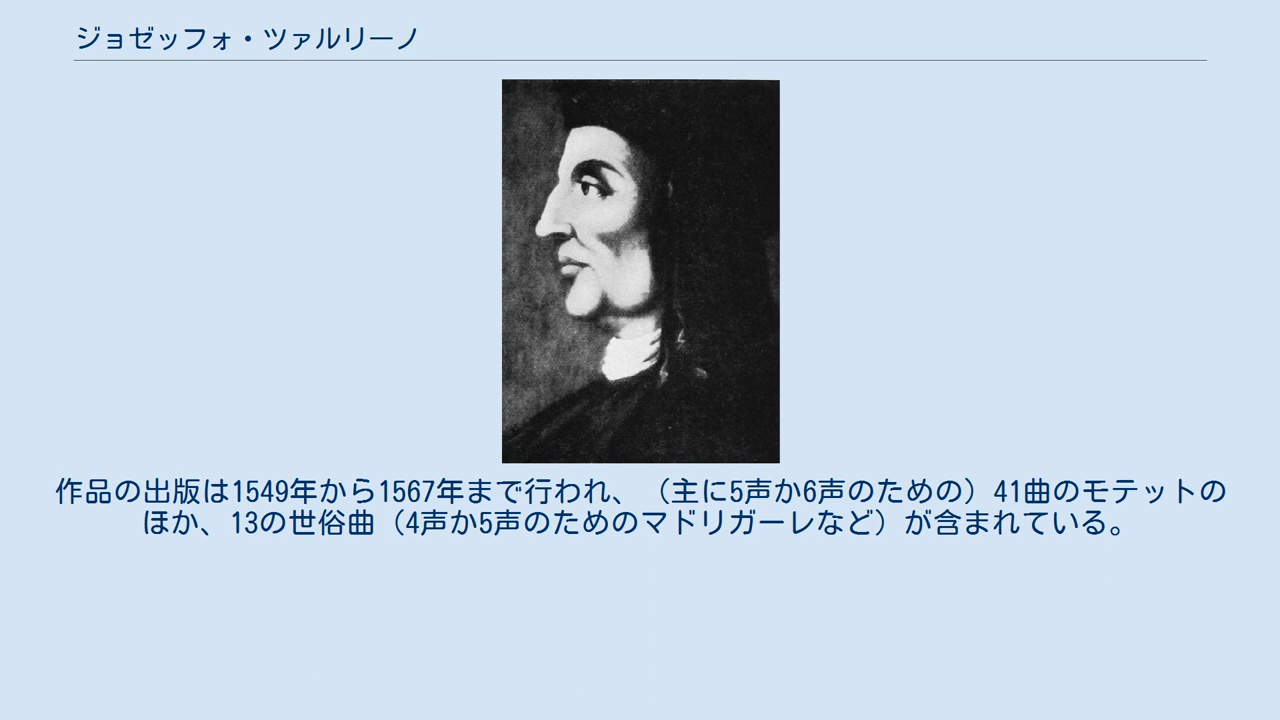 ジョゼッフォ・ツァルリーノ
作品の出版は1549年から1567年まで行われ、（主に5声か6声のための）41曲のモテットの
ほか、13の世俗曲（4声か5声のためのマドリガーレなど）が含まれている。